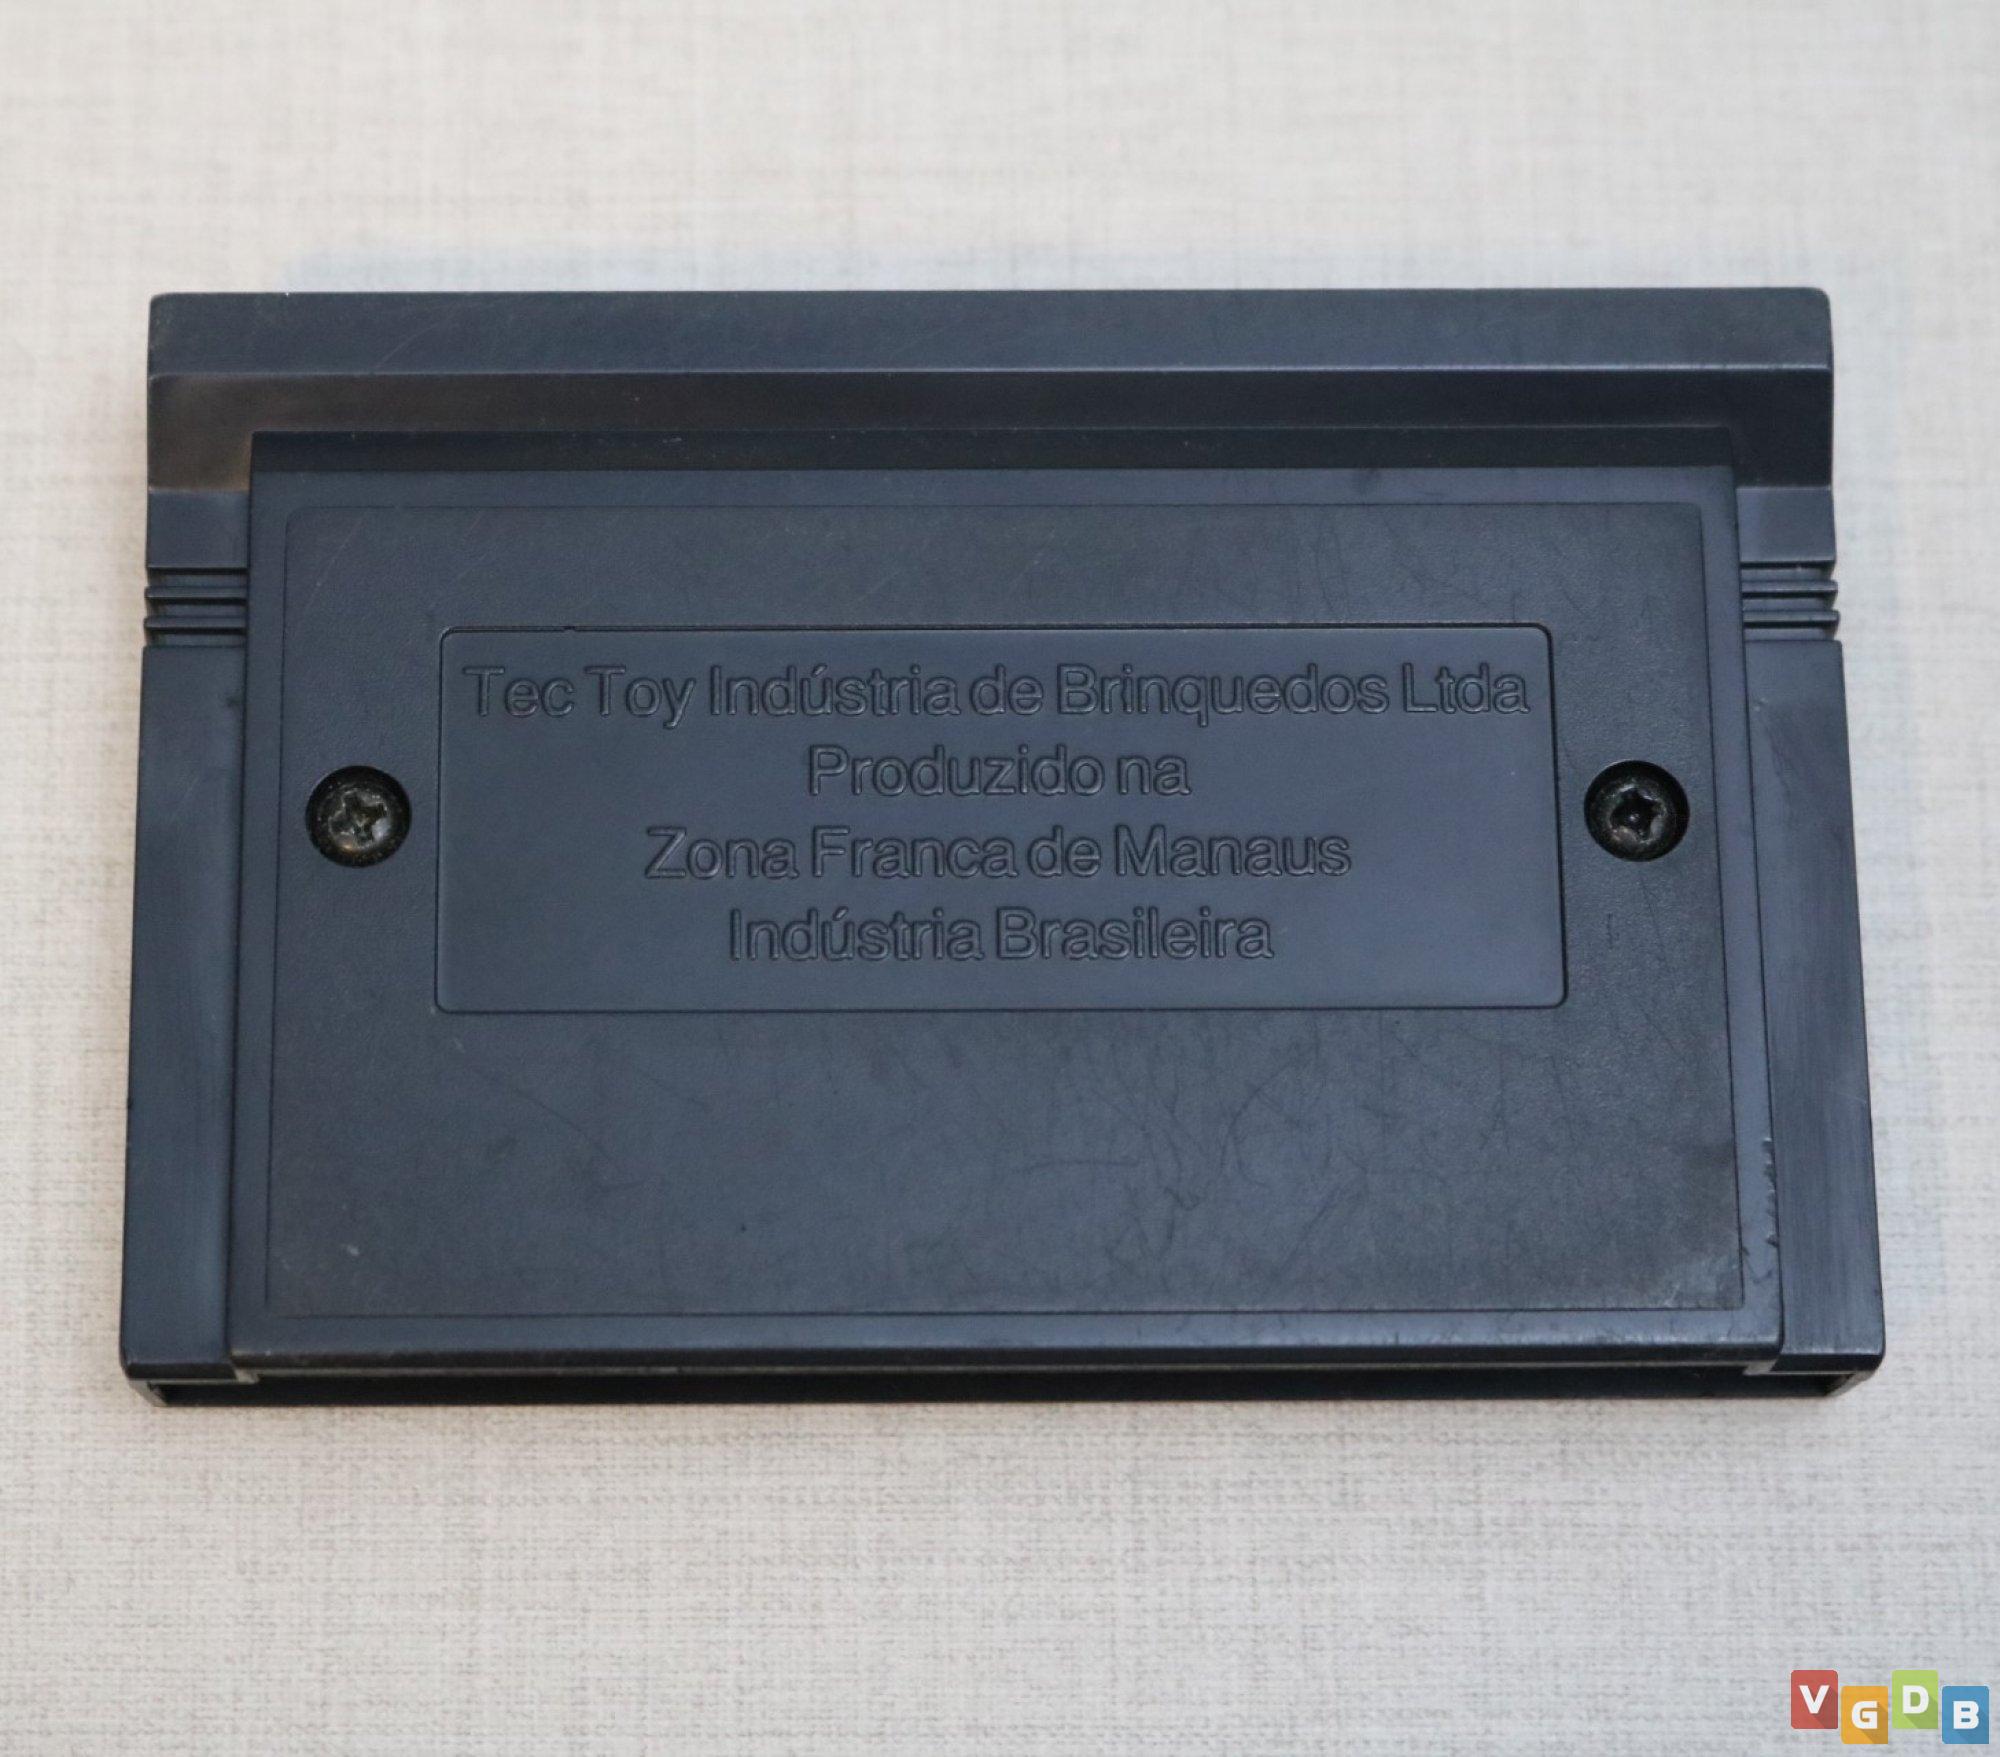 Tec Toy Indústria de Brinquedos Ltda
Produzido na
Zona Franca de Manaus
Indústria Brasileira
VGDB